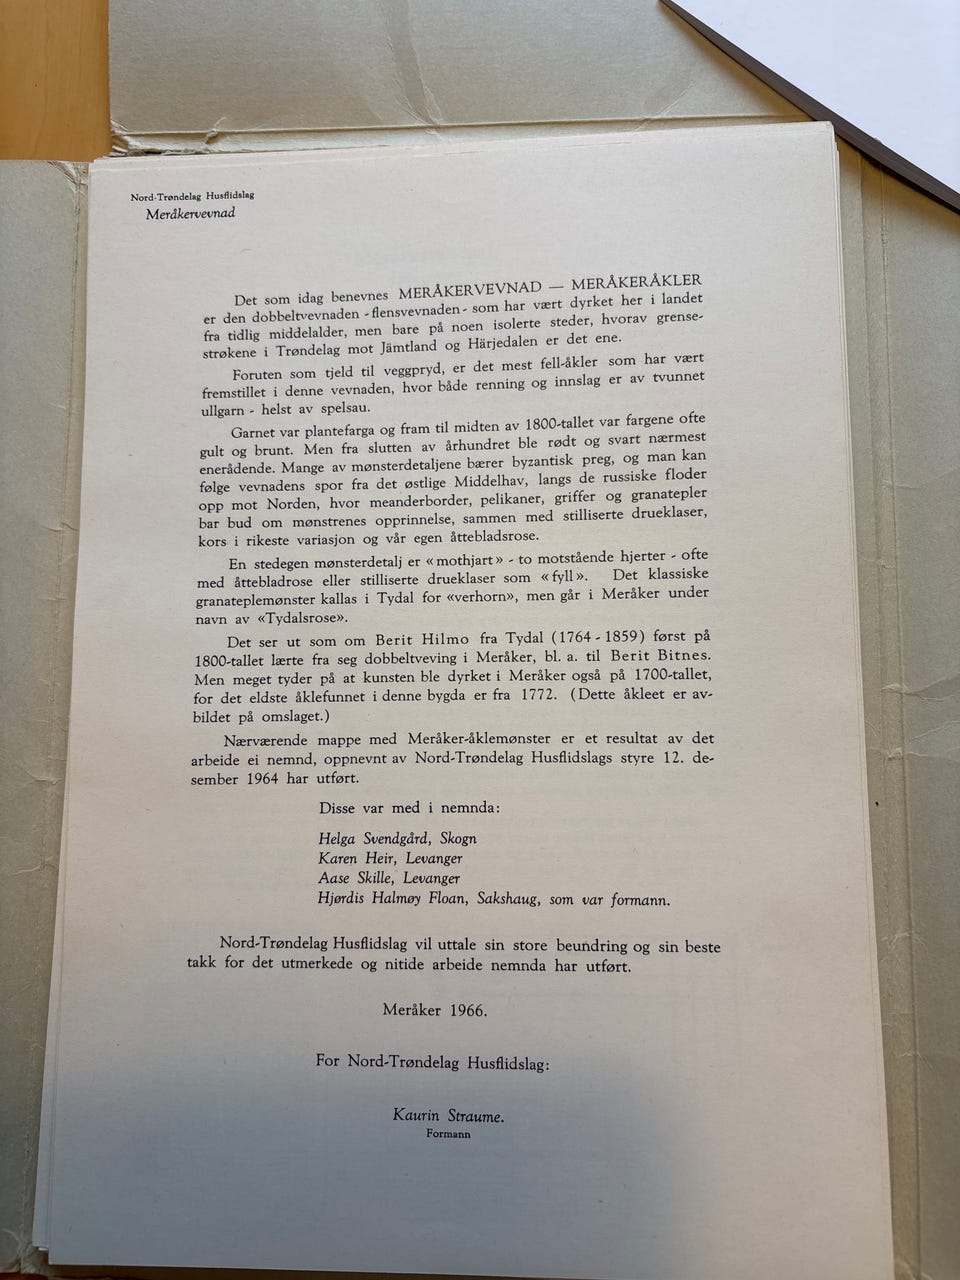 Nord-Trøndelag Husflidslag
Meråkervevnad
Det som idag benevnes MERÅKERVEVNAD — MERÅKERÅKLER
er den dobbeltvevnaden - flensvevnaden - som har vært dyrket her i landet
fra tidlig middelalder, men bare på noen isolerte steder, hvorav grense-
strøkene i Trøndelag mot Jämtland og Härjedalen er det ene.
Foruten som tjeld til veggpryd, er det mest fell-åkler som har vært
fremstillet i denne vevnaden, hvor både renning og innslag er av tvunnet
ullgarn - helst av spelsau.
Garnet var plantefarga og fram til midten av 1800-tallet var fargene ofte
gult og brunt. Men fra slutten av århundret ble rødt og svart nærmest
enerådende. Mange av mønsterdetaljene bærer byzantisk preg, og man kan
følge vevnadens spor fra det østlige Middelhav, langs de russiske floder
opp mot Norden, hvor meanderborder, pelikaner, griffer og granatepler
bar bud om mønstrenes opprinnelse, sammen med stilliserte drueklaser,
kors i rikeste variasjon og vår egen åttebladsrose.
En stedegen mønsterdetalj er «mothjart» - to motstående hjerter - ofte
med åttebladrose eller stilliserte drueklaser som «fyll». Det klassiske
granateplemønster kallas i Tydal for «verhorn», men går i Meråker under
navn av «Tydalsrose».
Det ser ut som om Berit Hilmo fra Tydal (1764 - 1859) først på
1800-tallet lærte fra seg dobbeltveving i Meråker, bl. a. til Berit Bitnes.
Men meget tyder på at kunsten ble dyrket i Meråker også på 1700-tallet,
for det eldste åklefunnet i denne bygda er fra 1772. (Dette åkleet er av-
bildet på omslaget.)
Nærværende mappe med Meråker-åklemønster er et resultat av det
arbeide ei nemnd, oppnevnt av Nord-Trøndelag Husflidslags styre 12. de-
sember 1964 har utført.
Disse var med i nemnda:
Helga Svendgård, Skogn
Karen Heir, Levanger
Aase Skille, Levanger
Hjørdis Halmøy Floan, Sakshaug, som var formann.
Nord-Trøndelag Husflidslag vil uttale sin store beundring og sin beste
takk for det utmerkede og nitide arbeide nemnda har utført.
Meråker 1966.
For Nord-Trøndelag Husflidslag:
Kaurin Straume.
Formann